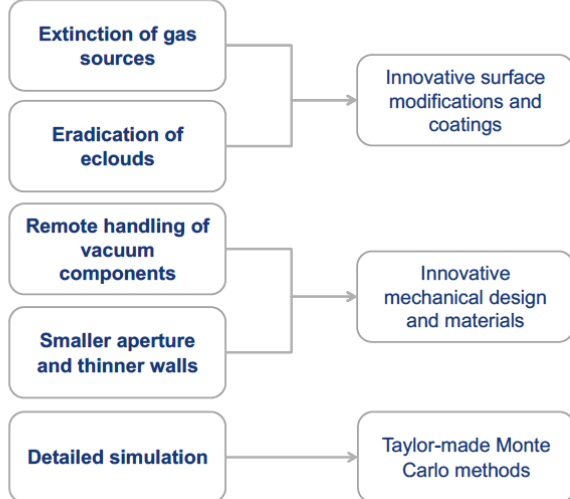 Extinction of gas
sources
Innovative surface
modifications and
coatings
Eradication of
eclouds
Remote handling of
vacuum
components
Innovative
mechanical design
and materials
Smaller aperture
and thinner walls
Detailed simulation
Taylor-made Monte
Carlo methods